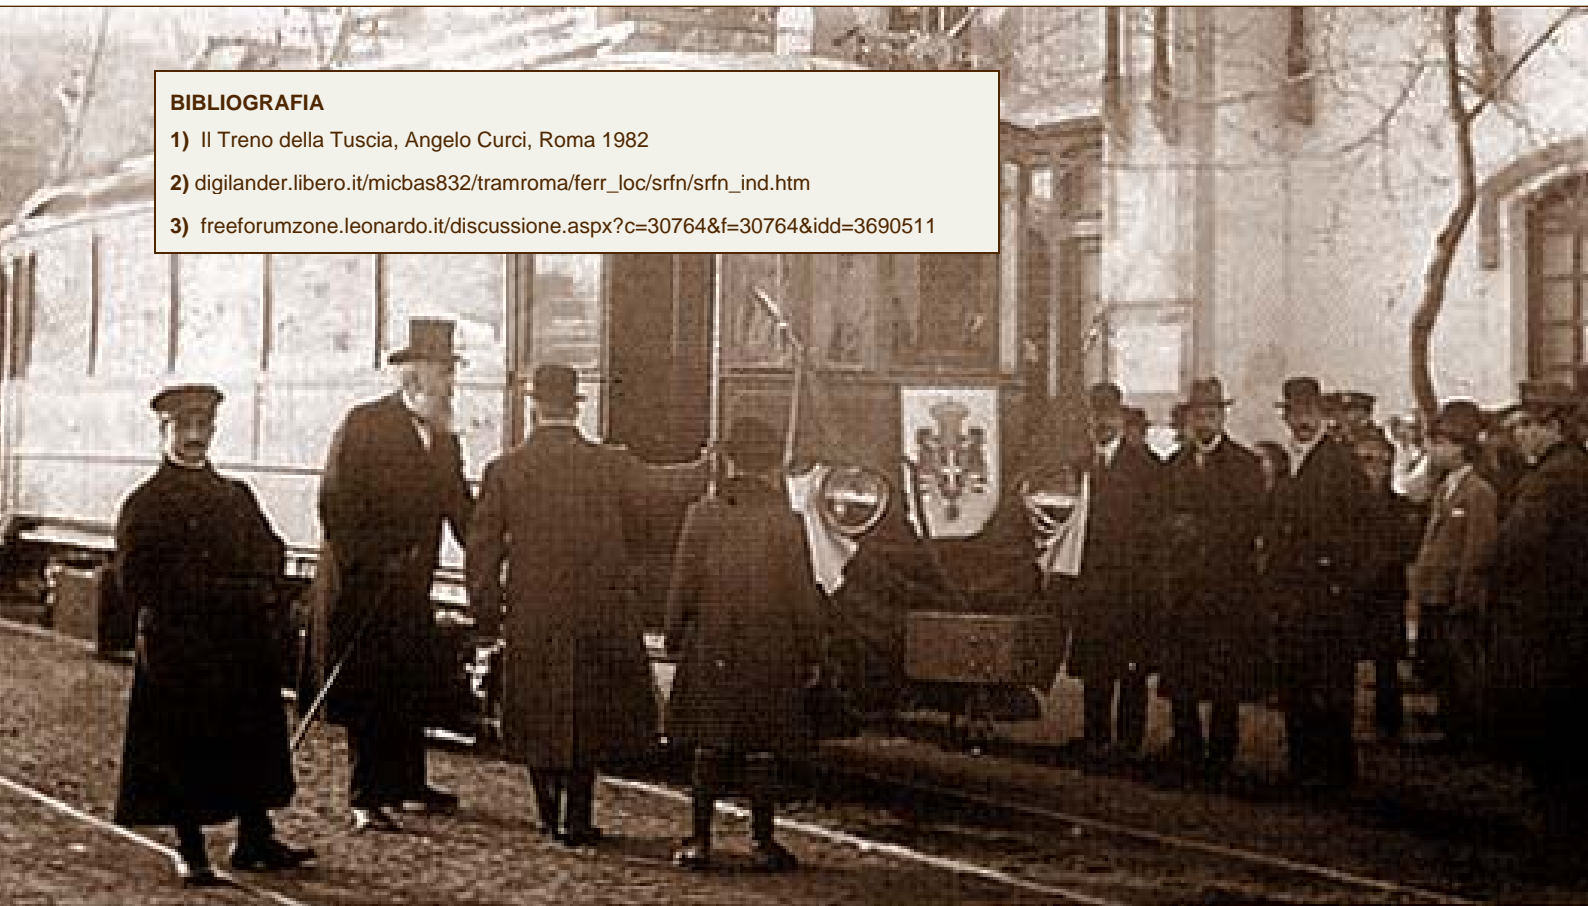 BIBLIOGRAFIA
1) Il Treno della Tuscia, Angelo Curci, Roma 1982
2) digilander.libero.it/micbas832/tramroma/ferr_loc/srfn/srfn_ind.htm
3) freeforumzone.leonardo.it/discussione.aspx?c=30764&f=30764&idd=3690511